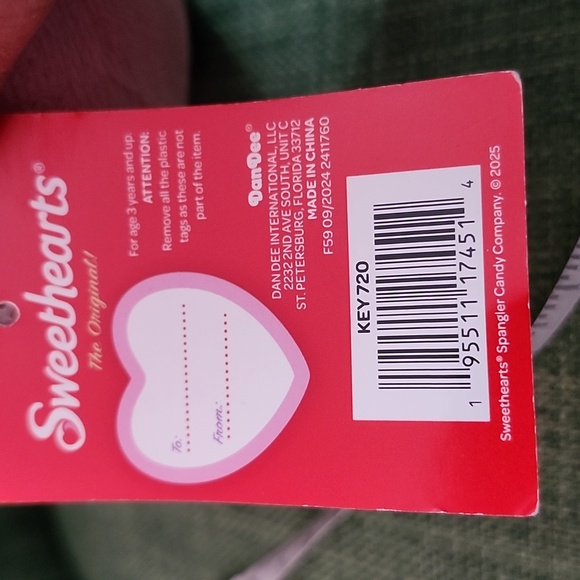 Sweethearts®
The Original!
For age 3 years and up.
ATTENTION:
Remove all the plastic
tags as these are not
part of the item.
DanDee®
DAN DEE INTERNATIONAL, LLC
2232 2ND AVE SOUTH, UNIT C
ST. PETERSBURG, FLORIDA 33712
MADE IN CHINA
F59 09/2024 2411760
To:
From:
KEY 720
1 95511 17451 4
Sweethearts® Spangler Candy Company. © 2025